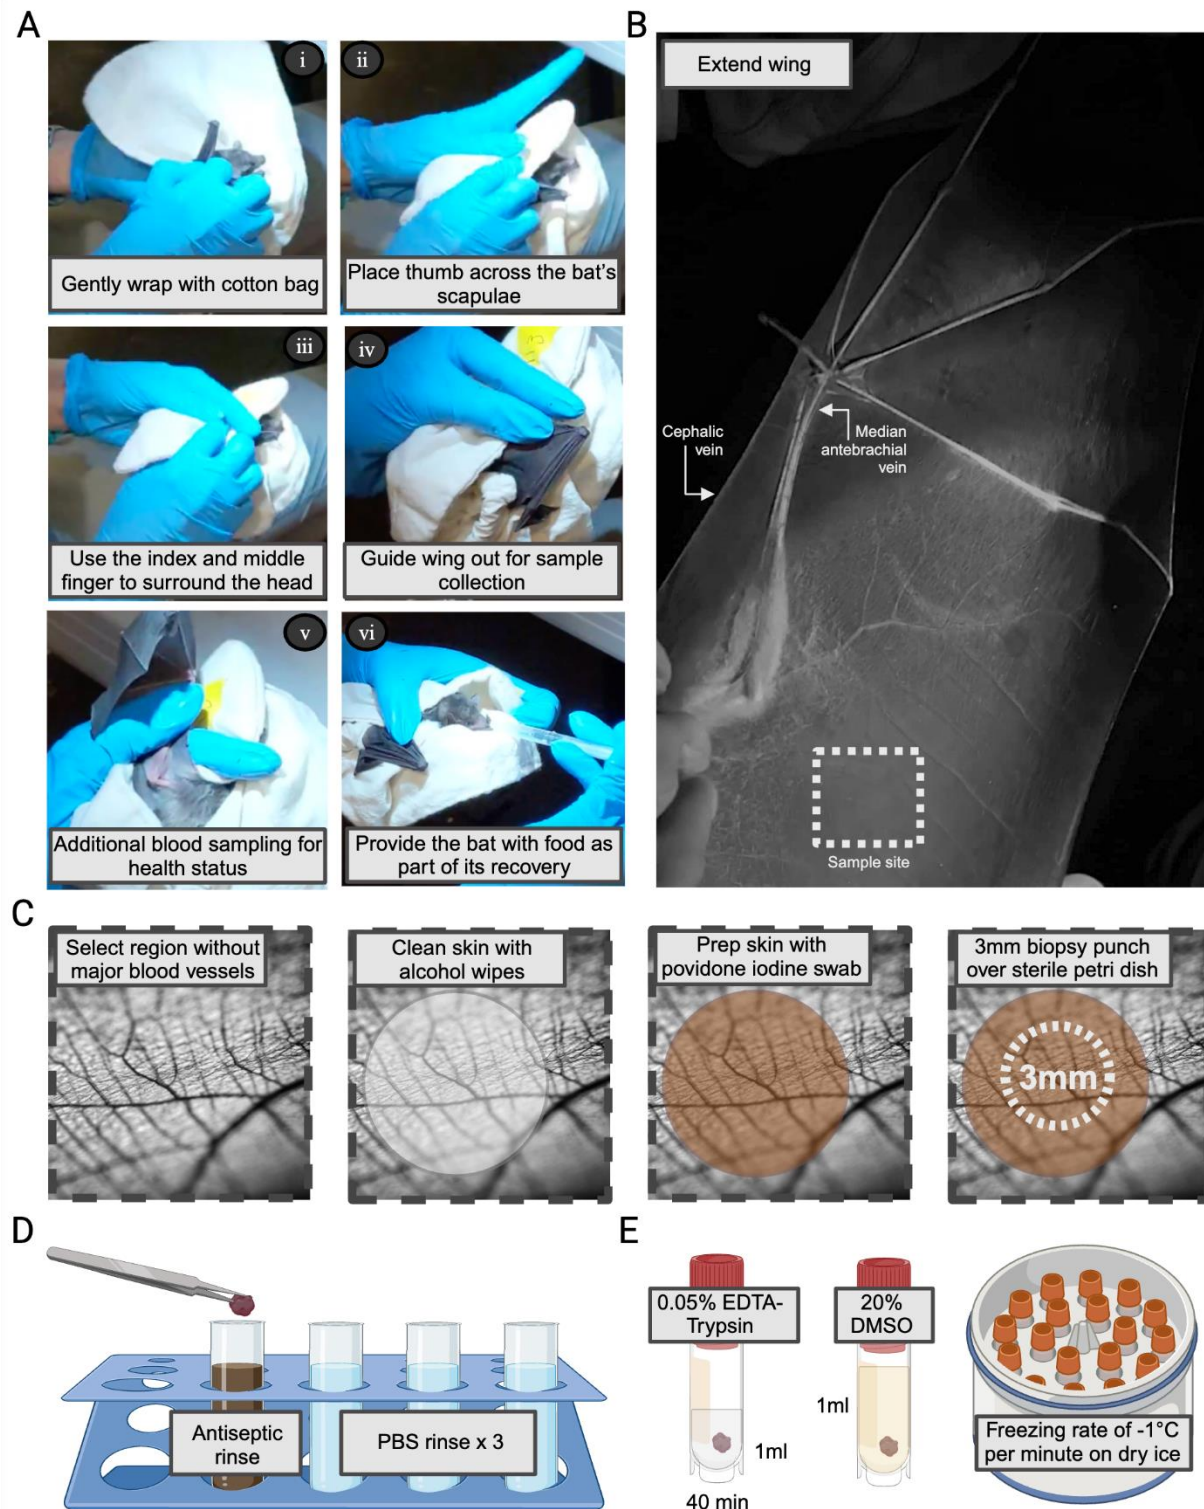 A
i
Gently wrap with cotton bag
ii
Place thumb across the bat's
scapulae
iii
Use the index and middle
finger to surround the head
iv
Guide wing out for sample
collection
v
Additional blood sampling for
health status
vi
Provide the bat with food as
part of its recovery
B
Extend wing
Cephalic
vein
Median
antebrachial
vein
Sample site
C
Select region without
major blood vessels
Clean skin with
alcohol wipes
Prep skin with
povidone iodine swab
3mm biopsy punch
over sterile petri dish
3mm
D
Antiseptic
rinse
PBS rinse x 3
E
0.05% EDTA-
Trypsin
1ml
40 min
20%
DMSO
1ml
Freezing rate of -1°C
per minute on dry ice